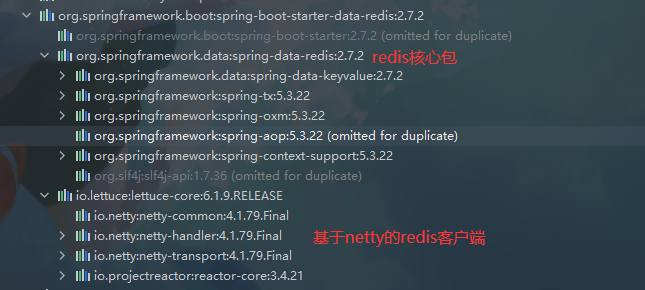 org.springframework.boot:spring-boot-starter-data-redis:2.7.2
org.springframework.boot:spring-boot-starter:2.7.2 (omitted for duplicate)
org.springframework.data:spring-data-redis:2.7.2 redis核心包
org.springframework.data:spring-data-keyvalue:2.7.2
org.springframework:spring-tx:5.3.22
org.springframework:spring-oxm:5.3.22
org.springframework:spring-aop:5.3.22 (omitted for duplicate)
org.springframework:spring-context-support:5.3.22
org.slf4j:slf4j-api:1.7.36 (omitted for duplicate)
io.lettuce:lettuce-core:6.1.9.RELEASE
io.netty:netty-common:4.1.79.Final
io.netty:netty-handler:4.1.79.Final 基于netty的redis客户端
io.netty:netty-transport:4.1.79.Final
io.projectreactor:reactor-core:3.4.21